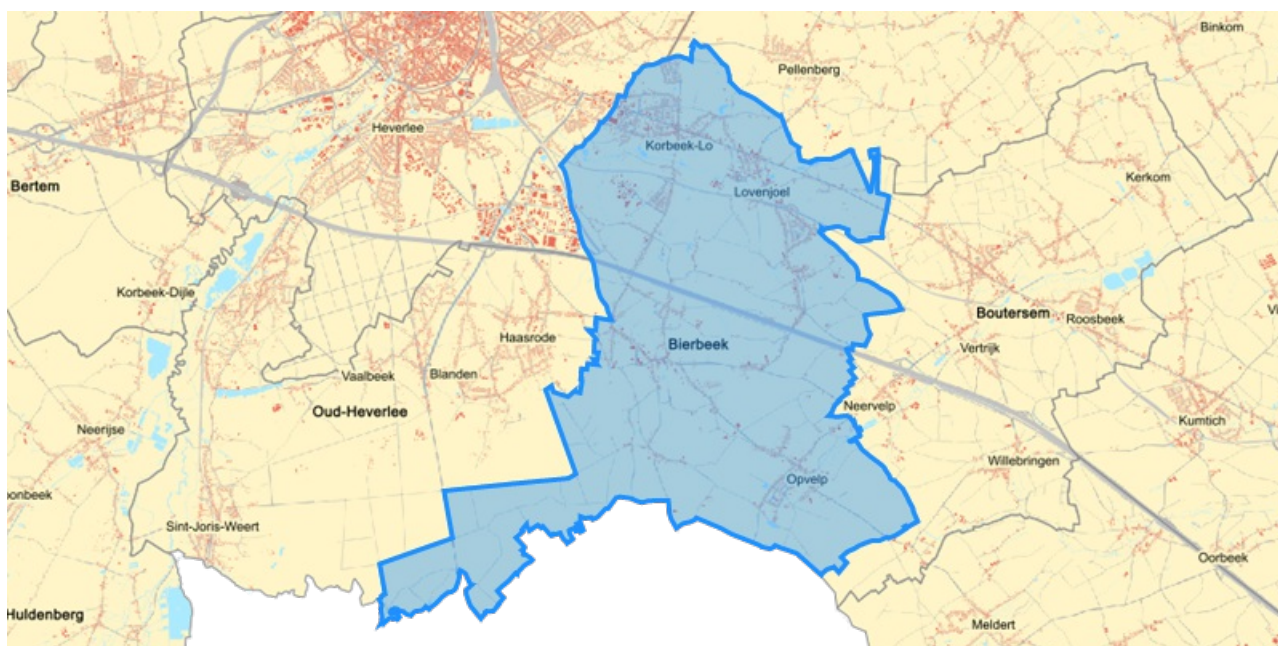 Binkom
Pellenberg
Heverlee
Korbeek-Lo
Kerkom
Bertem
Lovenjoel
Korbeek-Dijle
Boutersem
Roosbeek
Haasrode
Bierbeek
Vertrijk
Vaalbeek
Blanden
Oud-Heverlee
Neervelp
Kumtich
Neerijse
Willebringen
Opvelp
oonbeek
Sint-Joris-Weert
Oorbeek
Huldenberg
Meldert